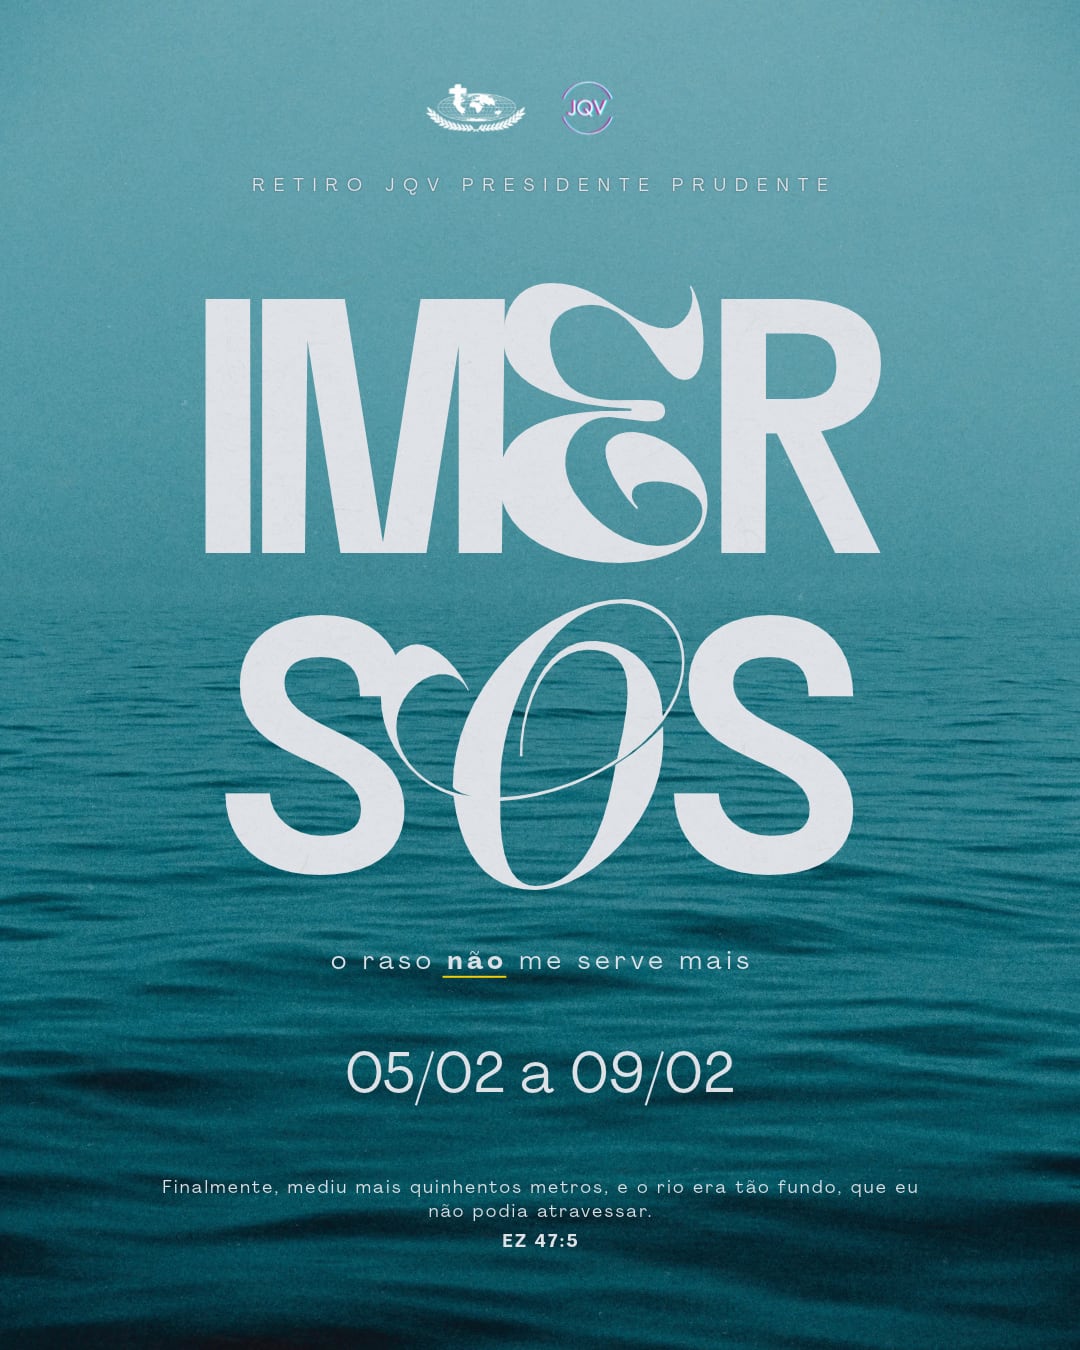 JQV
RETIRO JQV PRESIDENTE PRUDENTE
IMER
SOS
o raso não me serve mais
05/02 a 09/02
Finalmente, mediu mais quinhentos metros, e o rio era tão fundo, que eu
não podia atravessar.
EZ 47:5